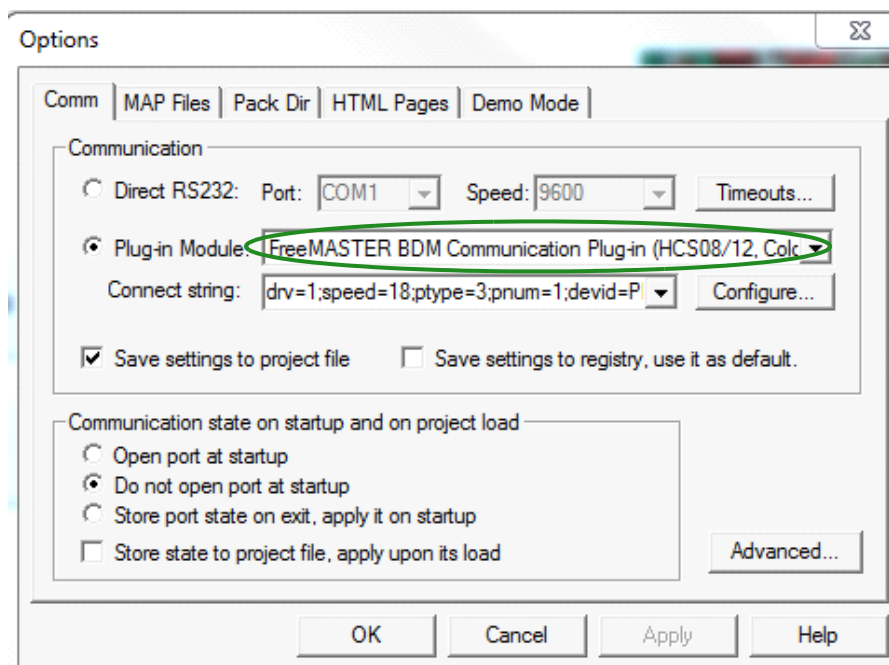 Options
Comm MAP Files Pack Dir HTML Pages Demo Mode
Communication
Direct RS232: Port: COM1 Speed: 9600 Timeouts...
Plug-in Module: FreeMASTER BDM Communication Plug-in (HCS08/12, Colo
Connect string: drv=1;speed=18;ptype=3;pnum=1;devid=P Configure...
Save settings to project file Save settings to registry, use it as default.
Communication state on startup and on project load
Open port at startup
Do not open port at startup
Store port state on exit, apply it on startup
Store state to project file, apply upon its load
Advanced...
OK Cancel Apply Help